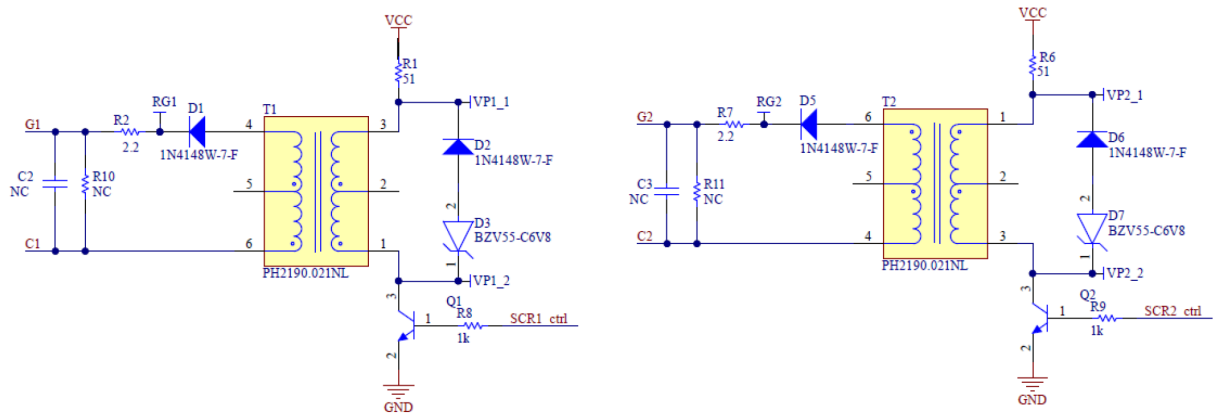 VCC
R1
51
VP1_1
G1
R2
2.2
RG1
D1
1N4148W-7-F
T1
4
3
D2
1N4148W-7-F
C2
NC
R10
NC
5
2
2
D3
BZV55-C6V8
1
C1
6
1
PH2190.021NL
VP1_2
3
Q1
1
R8
1k
SCR1_ctrl
2
GND
VCC
R6
51
VP2_1
G2
R7
2.2
RG2
D5
1N4148W-7-F
T2
6
1
D6
1N4148W-7-F
C3
NC
R11
NC
5
2
2
D7
BZV55-C6V8
1
C2
4
3
PH2190.021NL
VP2_2
3
Q2
1
R9
1k
SCR2_ctrl
2
GND